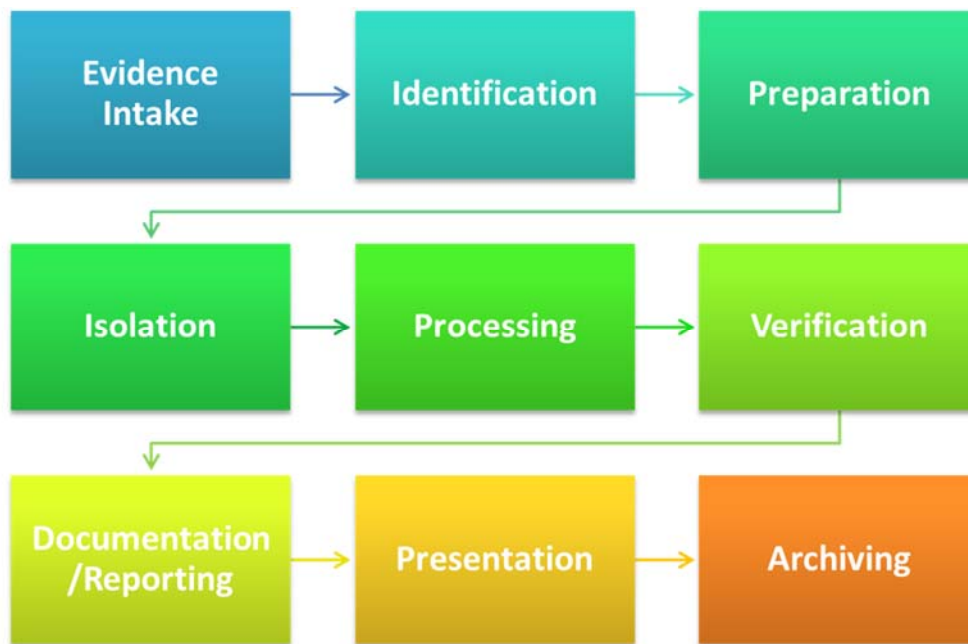 Evidence
Intake
Identification
Preparation
Isolation
Processing
Verification
Documentation
/Reporting
Presentation
Archiving